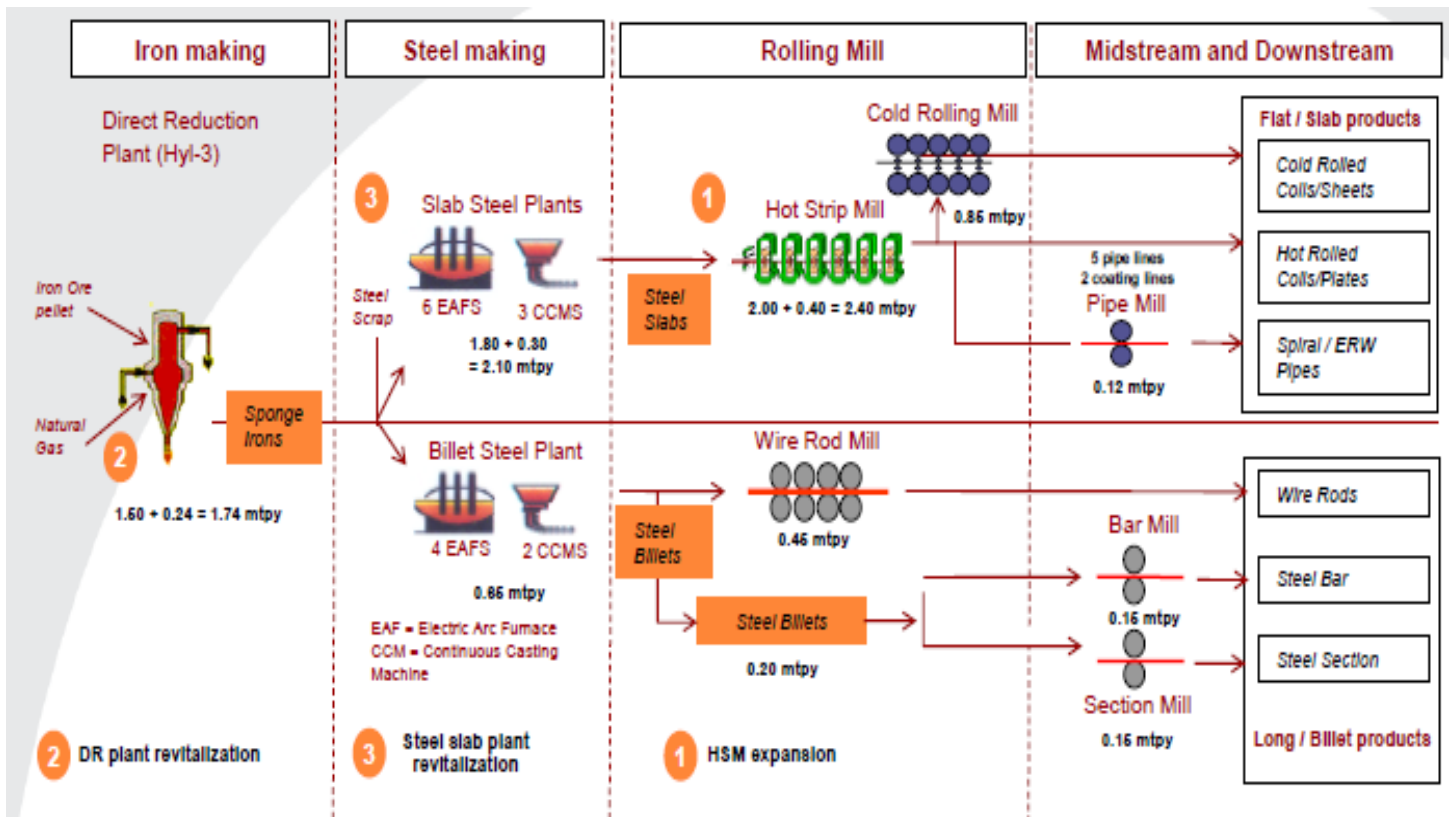 Iron making
Steel making
Rolling Mill
Midstream and Downstream
Direct Reduction
Plant (Hyl-3)
Iron Ore
pellet
Natural
Gas
2
1.50 + 0.24 = 1.74 mtpy
Sponge
Irons
3
Slab Steel Plants
6 EAFS
3 CCMS
Steel
Scrap
1.80 + 0.30
= 2.10 mtpy
Billet Steel Plant
4 EAFS
2 CCMS
0.65 mtpy
EAF = Electric Arc Furnace
CCM = Continuous Casting
Machine
1
Cold Rolling Mill
0.85 mtpy
Hot Strip Mill
2.00 + 0.40 = 2.40 mtpy
Steel
Slabs
Wire Rod Mill
0.45 mtpy
Steel
Billets
Steel Billets
0.20 mtpy
5 pipe lines
2 coating lines
Pipe Mill
0.12 mtpy
Bar Mill
0.15 mtpy
Section Mill
0.15 mtpy
Flat / Slab products
Cold Rolled
Coils/Sheets
Hot Rolled
Coils/Plates
Spiral / ERW
Pipes
Wire Rods
Steel Bar
Steel Section
Long / Billet products
2 DR plant revitalization
3 Steel slab plant
revitalization
1 HSM expansion